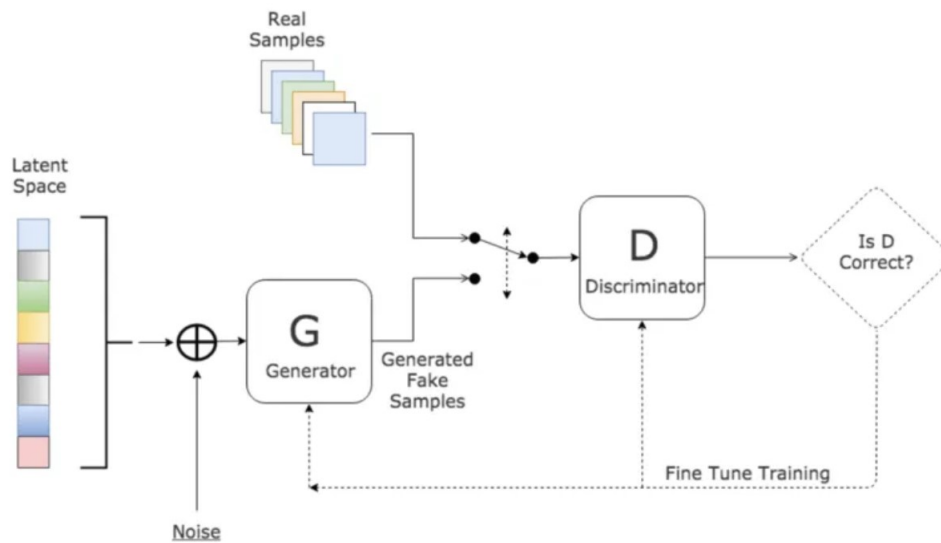 Real
Samples
Latent
Space
D
Discriminator
Is D
Correct?
G
Generator
Generated
Fake
Samples
Fine Tune Training
Noise